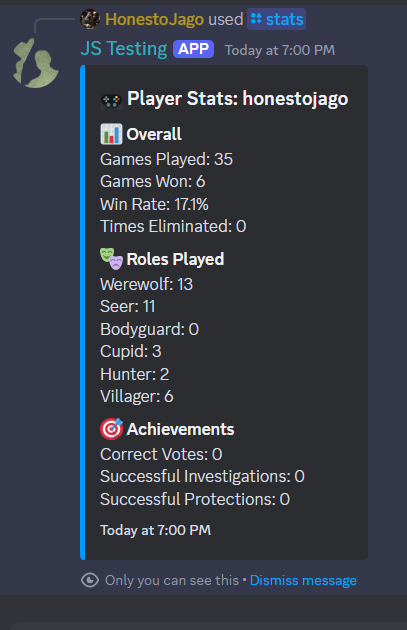 HonestoJago used stats
JS Testing APP Today at 7:00 PM
Player Stats: honestojago
Overall
Games Played: 35
Games Won: 6
Win Rate: 17.1%
Times Eliminated: 0
Roles Played
Werewolf: 13
Seer: 11
Bodyguard: 0
Cupid: 3
Hunter: 2
Villager: 6
Achievements
Correct Votes: 0
Successful Investigations: 0
Successful Protections: 0
Today at 7:00 PM
Only you can see this • Dismiss message